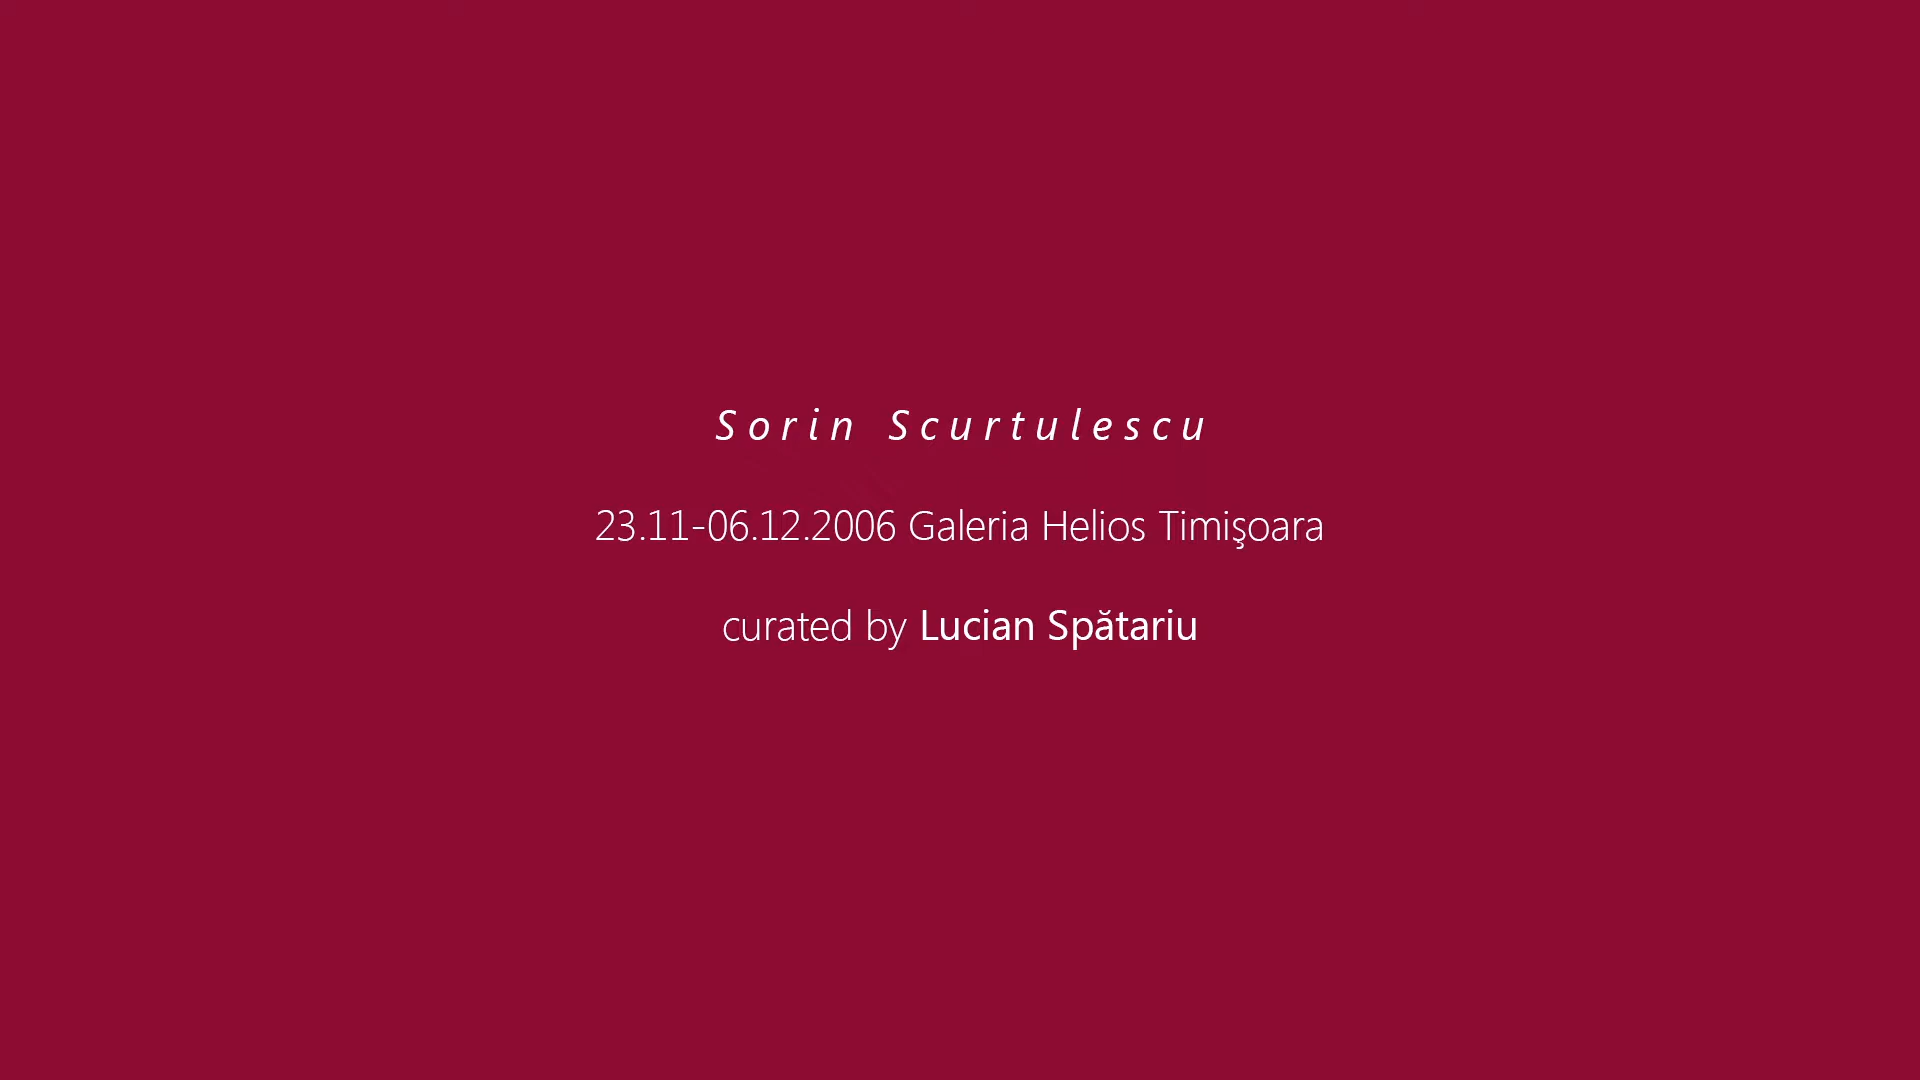 Sorin Scurtulescu
23.11-06.12.2006 Galeria Helios Timişoara
curated by Lucian Spătariu